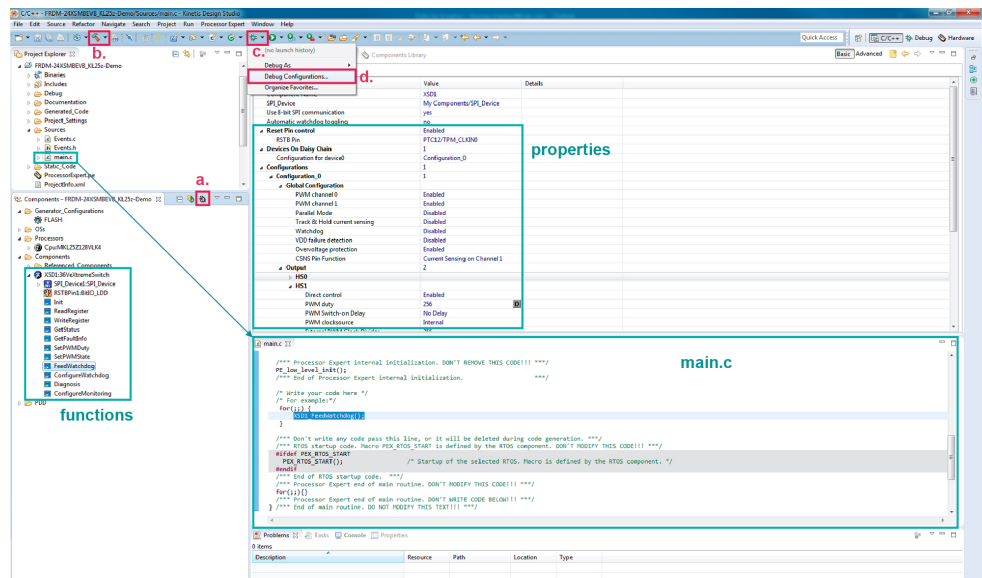 C/C++ - FRDM-24XSMBEVB_KL25z-Demo/Sources/main.c - Kinetis Design Studio
File Edit Source Refactor Navigate Search Project Run Processor Expert Window Help
Quick Access C/C++ Debug Hardware
b.
c.
d.
Project Explorer
FRDM-24XSMBEVB_KL25z-Demo
Binaries
Includes
Debug
Documentation
Generated_Code
Project_Settings
Sources
Events.c
Events.h
main.c
Static_Code
ProcessorExpert.pe
ProjectInfo.xml
(no launch history)
Debug As
Debug Configurations...
Organize Favorites...
Components Library
Basic Advanced
Value Details
Component name XSD1
SPI_Device My Components/SPI_Device
Use 8-bit SPI communication yes
Automatic watchdog toggling no
Reset Pin control Enabled
RSTB Pin PTC12/TPM_CLKIN0
Devices On Daisy Chain 1
Configuration for device0 Configuration_0
Configurations 1
Configuration_0 1
Global Configuration
PWM channel 0 Enabled
PWM channel 1 Enabled
Parallel Mode Disabled
Track & Hold current sensing Disabled
Watchdog Disabled
VDD failure detection Disabled
Overvoltage protection Enabled
CSNS Pin Function Current Sensing on Channel 1
Output 2
HS0
HS1
Direct control Enabled
PWM duty 256
PWM Switch-on Delay No Delay
PWM clocksource Internal
properties
a.
Components - FRDM-24XSMBEVB_KL25z-Demo
Generator_Configurations
FLASH
OSs
Processors
Cpu:MKL25Z128VLK4
Components
Referenced_Components
XSD1:36VeXtremeSwitch
SPI_Device1:SPI_Device
RSTBPin1:BitIO_LDD
Init
ReadRegister
WriteRegister
GetStatus
GetFaultInfo
SetPWMDuty
SetPWMState
FeedWatchdog
ConfigureWatchdog
Diagnosis
ConfigureMonitoring
PDD
functions
main.c
main.c
/*** Processor Expert internal initialization. DON'T REMOVE THIS CODE!!! ***/
PE_low_level_init();
/*** End of Processor Expert internal initialization. ***/
/* Write your code here */
/* For example:*/
for(;;) {
XSD1_FeedWatchdog();
}
/*** Don't write any code pass this line, or it will be deleted during code generation. ***/
/*** RTOS startup code. Macro PEX_RTOS_START is defined by the RTOS component. DON'T MODIFY THIS CODE!!! ***/
#ifdef PEX_RTOS_START
PEX_RTOS_START(); /* Startup of the selected RTOS. Macro is defined by the RTOS component. */
#endif
/*** End of RTOS startup code. ***/
/*** Processor Expert end of main routine. DON'T MODIFY THIS CODE!!! ***/
for(;;){}
/*** Processor Expert end of main routine. DON'T WRITE CODE BELOW!!! ***/
} /*** End of main routine. DO NOT MODIFY THIS TEXT!!! ***/
Problems Tasks Console Properties
0 items
Description Resource Path Location Type